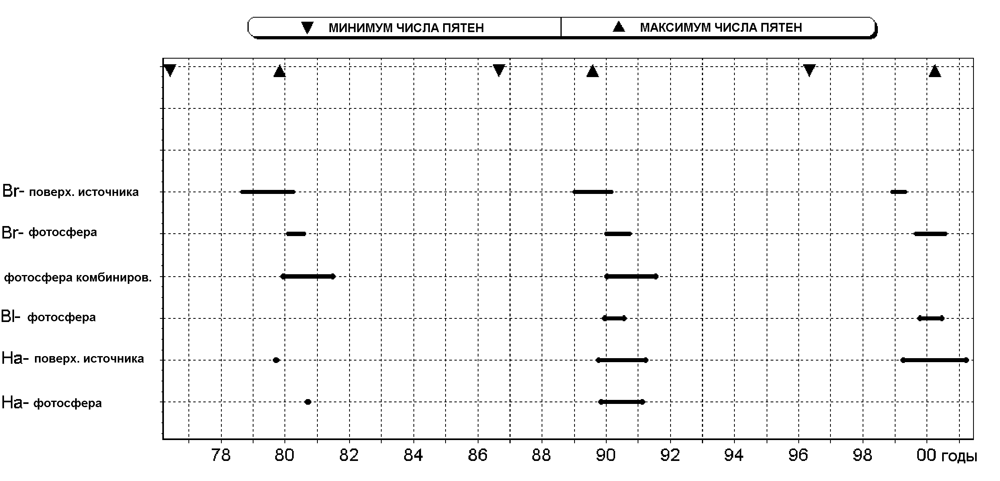 МИНИМУМ ЧИСЛА ПЯТЕН
МАКСИМУМ ЧИСЛА ПЯТЕН
Br- поверх. источника
Br- фотосфера
фотосфера комбиниров.
Bl- фотосфера
Ha- поверх. источника
Ha- фотосфера
78 80 82 84 86 88 90 92 94 96 98 00 годы